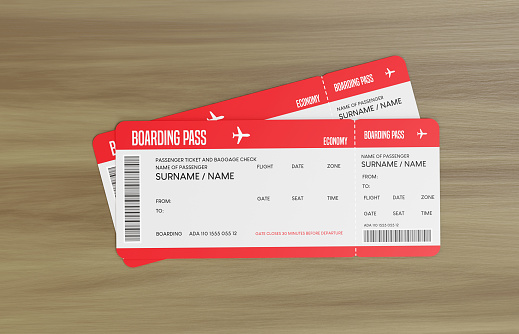 BOARDING PASS
ECONOMY
NAME OF PASSENGER
SURNAME / NAME
BOARDING PASS
ECONOMY
PASSENGER TICKET AND BAGGAGE CHECK
NAME OF PASSENGER
SURNAME / NAME
FLIGHT DATE ZONE
FROM:
TO:
GATE SEAT TIME
BOARDING ADA 110 1555 055 12
GATE CLOSES 30 MINUTES BEFORE DEPARTURE
BOARDING PASS
NAME OF PASSENGER
SURNAME / NAME
FROM:
TO:
FLIGHT DATE ZONE
GATE SEAT TIME
ADA 110 1555 055 12